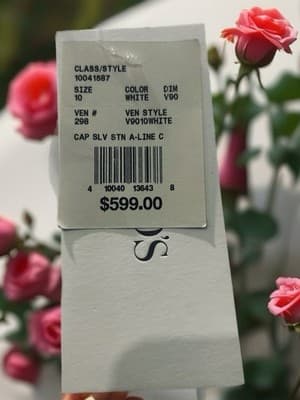 CLASS/STYLE
10041587
SIZE COLOR DIM
10 WHITE V90
VEN # VEN STYLE
298 V9010WHITE
CAP SLV STN A-LINE C
4 10040 13643 8
$599.00